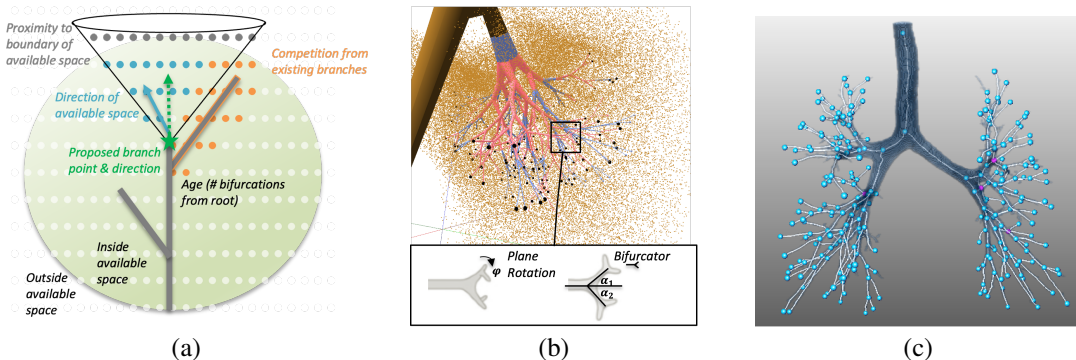 Proximity to
boundary of
available space
Competition from
existing branches
Direction of
available space
Proposed branch
point & direction
Age (# bifurcations
from root)
Inside
available
space
Outside
available
space
(a)
Plane
Rotation
φ
Bifurcator
α1
α2
(b)
(c)